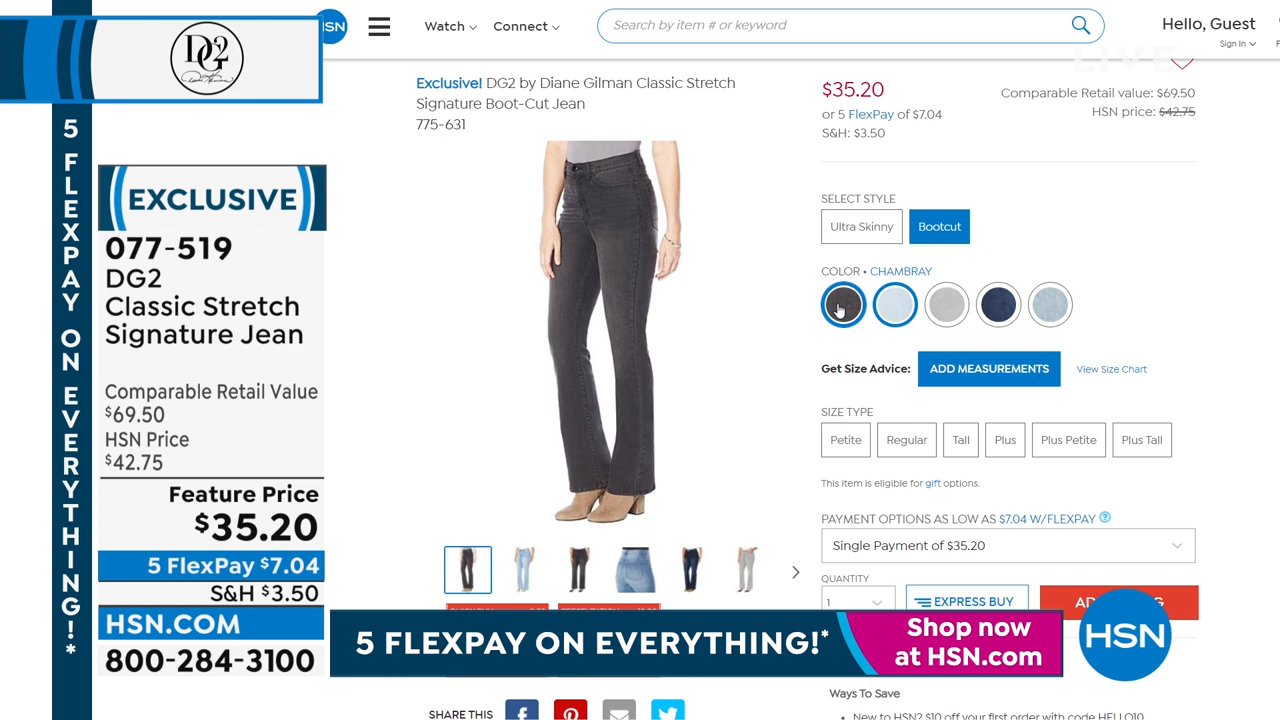 DG2
5 FLEXPAY ON EVERYTHING!*
EXCLUSIVE
077-519
DG2
Classic Stretch
Signature Jean
Comparable Retail Value
$69.50
HSN Price
$42.75
Feature Price
$35.20
5 FlexPay $7.04
S&H $3.50
HSN.COM
800-284-3100
HSN
Watch
Connect
Search by item # or keyword
Hello, Guest
Sign In
LIVE
Exclusive! DG2 by Diane Gilman Classic Stretch
Signature Boot-Cut Jean
775-631
$35.20
or 5 FlexPay of $7.04
S&H: $3.50
Comparable Retail value: $69.50
HSN price: $42.75
SELECT STYLE
Ultra Skinny
Bootcut
COLOR • CHAMBRAY
Get Size Advice:
ADD MEASUREMENTS
View Size Chart
SIZE TYPE
Petite
Regular
Tall
Plus
Plus Petite
Plus Tall
This item is eligible for gift options.
PAYMENT OPTIONS AS LOW AS $7.04 W/FLEXPAY ?
Single Payment of $35.20
QUANTITY
1
EXPRESS BUY
5 FLEXPAY ON EVERYTHING!*
Shop now
at HSN.com
HSN
Ways To Save
• New to HSN? $10 off your first order with code HELLO10
SHARE THIS